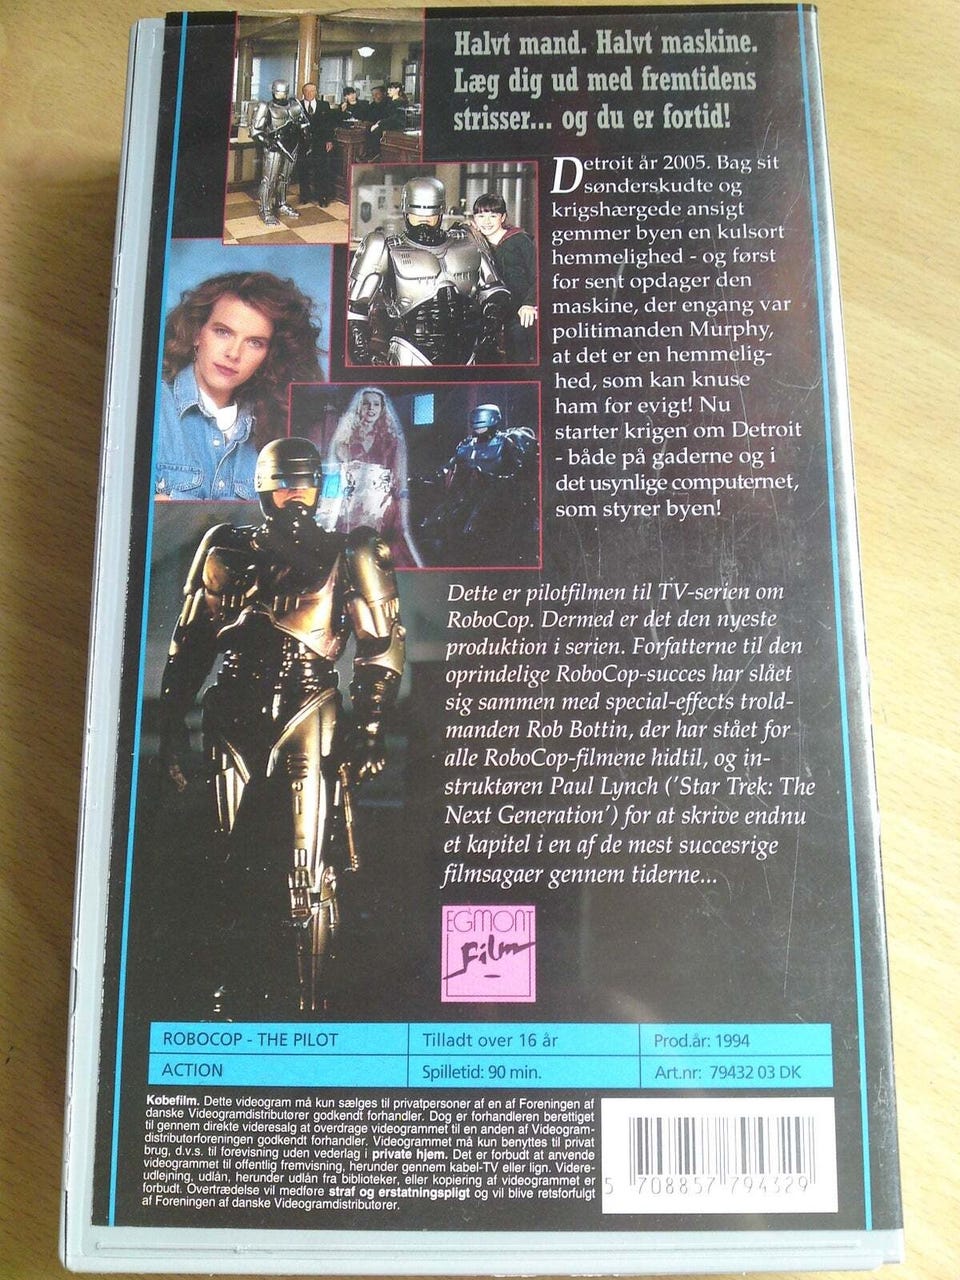 Halvt mand. Halvt maskine.
Læg dig ud med fremtidens
strisser... og du er fortid!
Detroit år 2005. Bag sit
sønderskudte og
krigshærgede ansigt
gemmer byen en kulsort
hemmelighed - og først
for sent opdager den
maskine, der engang var
politimanden Murphy,
at det er en hemmelig-
hed, som kan knuse
ham for evigt! Nu
starter krigen om Detroit
- både på gaderne og i
det usynlige computernet,
som styrer byen!
Dette er pilotfilmen til TV-serien om
RoboCop. Dermed er det den nyeste
produktion i serien. Forfatterne til den
oprindelige RoboCop-succes har slået
sig sammen med special-effects trold-
manden Rob Bottin, der har stået for
alle RoboCop-filmene hidtil, og in-
struktøren Paul Lynch ('Star Trek: The
Next Generation') for at skrive endnu
et kapitel i en af de mest succesrige
filmsagaer gennem tiderne...
EGMONT
Film
ROBOCOP - THE PILOT Tilladt over 16 år Prod.år: 1994
ACTION Spilletid: 90 min. Art.nr: 79432 03 DK
Købefilm. Dette videogram må kun sælges til privatpersoner af en af Foreningen af
danske Videogramdistributører godkendt forhandler. Dog er forhandleren berettiget
til gennem direkte videresalg at overdrage videogrammet til en anden af Videogram-
distributørforeningen godkendt forhandler. Videogrammet må kun benyttes til privat
brug, d.v.s. til forevisning uden vederlag i private hjem. Det er forbudt at anvende
videogrammet til offentlig fremvisning, herunder gennem kabel-TV eller lign. Videre-
udlejning, udlån, herunder udlån fra biblioteker, eller kopiering af videogrammet er
forbudt. Overtrædelse vil medføre straf og erstatningspligt og vil blive retsforfulgt
af Foreningen af danske Videogramdistributører.
5 708857 794329